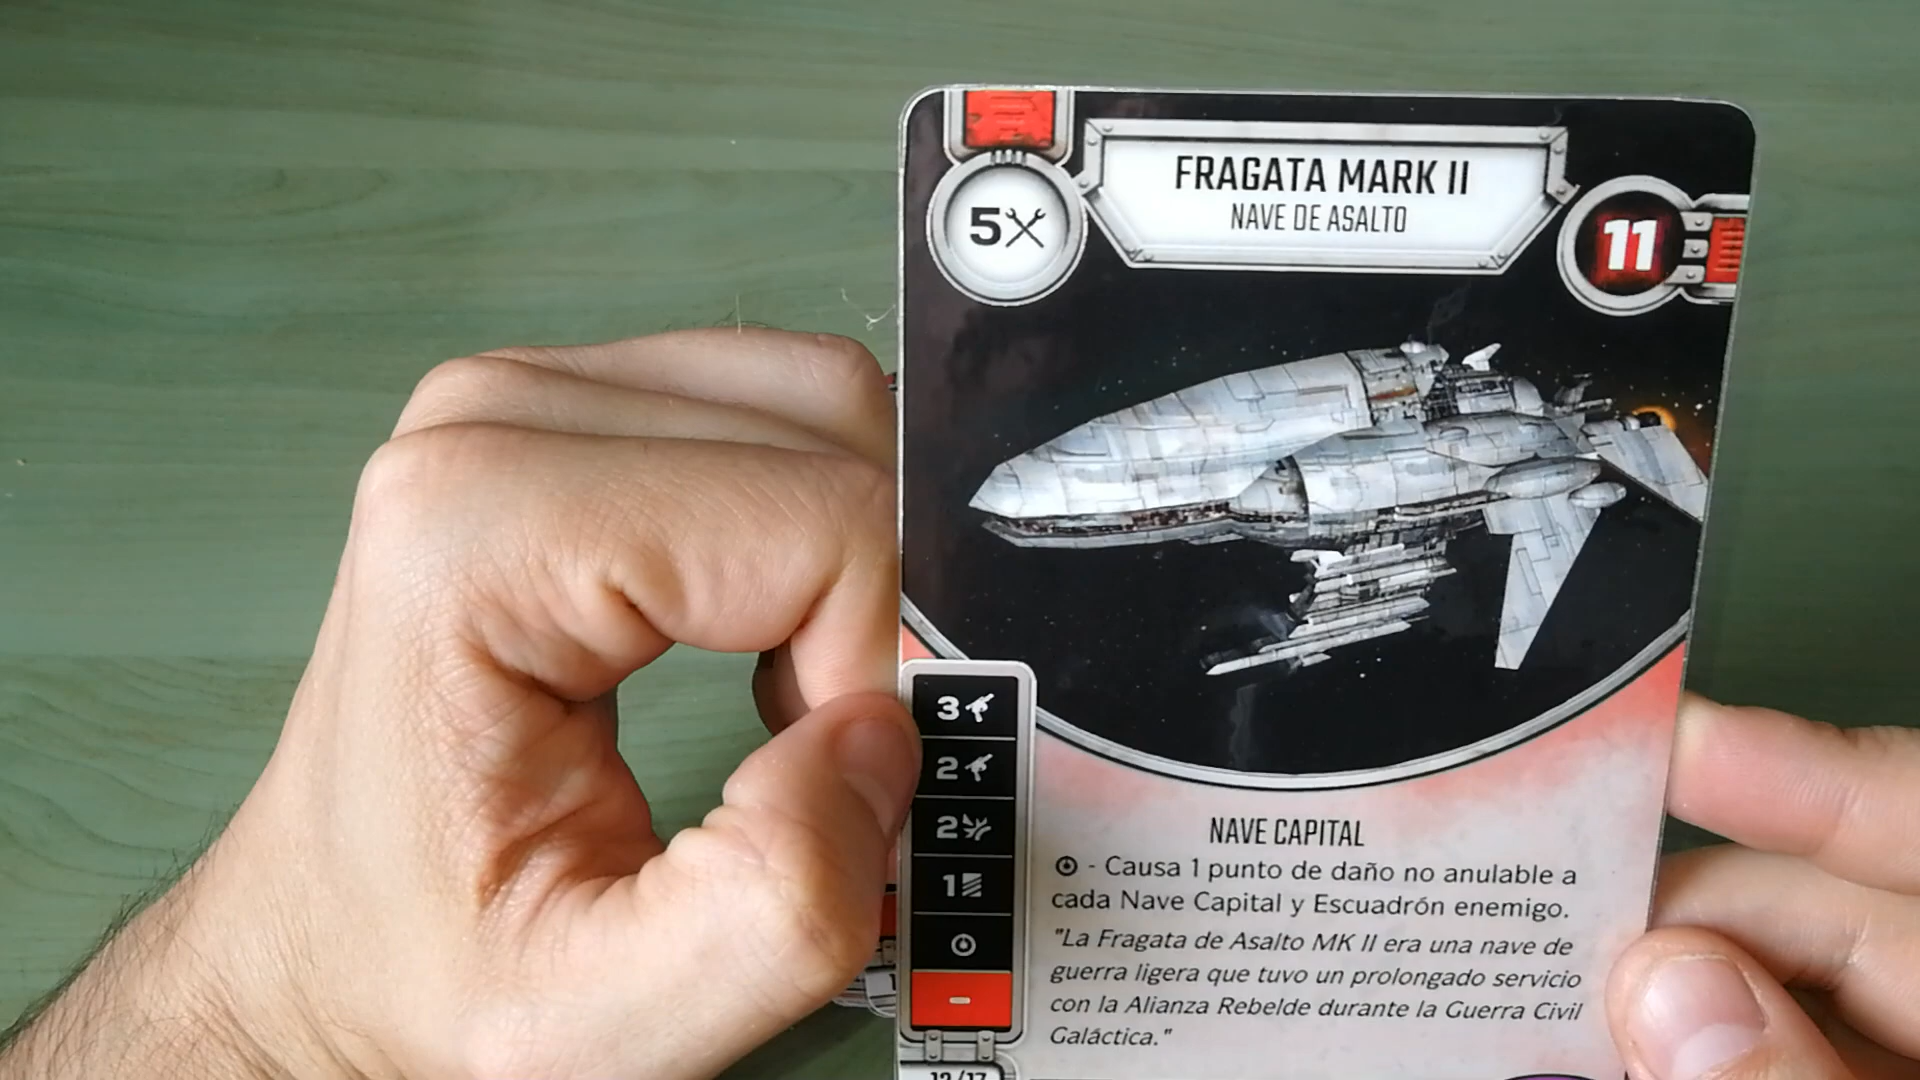 FRAGATA MARK II
NAVE DE ASALTO
5
11
3
2
2
1
-
NAVE CAPITAL
- Causa 1 punto de daño no anulable a
cada Nave Capital y Escuadrón enemigo.
"La Fragata de Asalto MK II era una nave de
guerra ligera que tuvo un prolongado servicio
con la Alianza Rebelde durante la Guerra Civil
Galáctica."
12/17